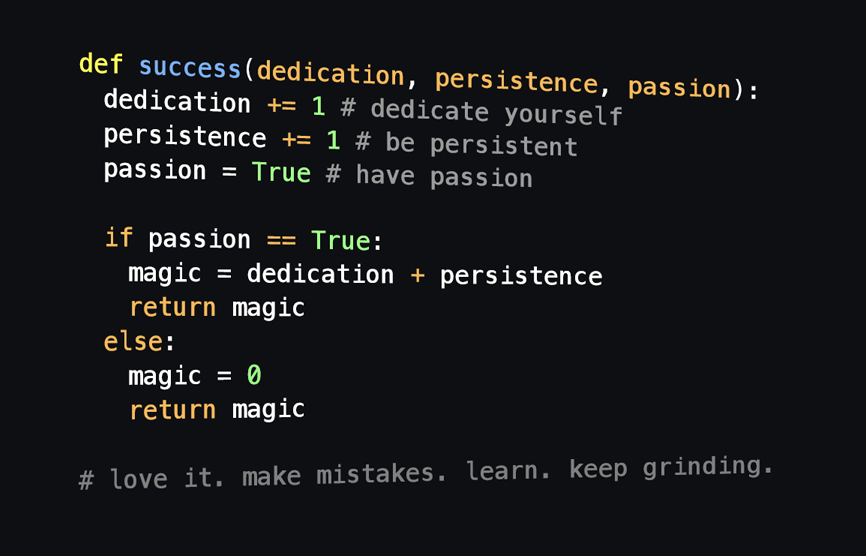 def success(dedication, persistence, passion):
  dedication += 1 # dedicate yourself
  persistence += 1 # be persistent
  passion = True # have passion

  if passion == True:
    magic = dedication + persistence
    return magic
  else:
    magic = 0
    return magic

# love it. make mistakes. learn. keep grinding.